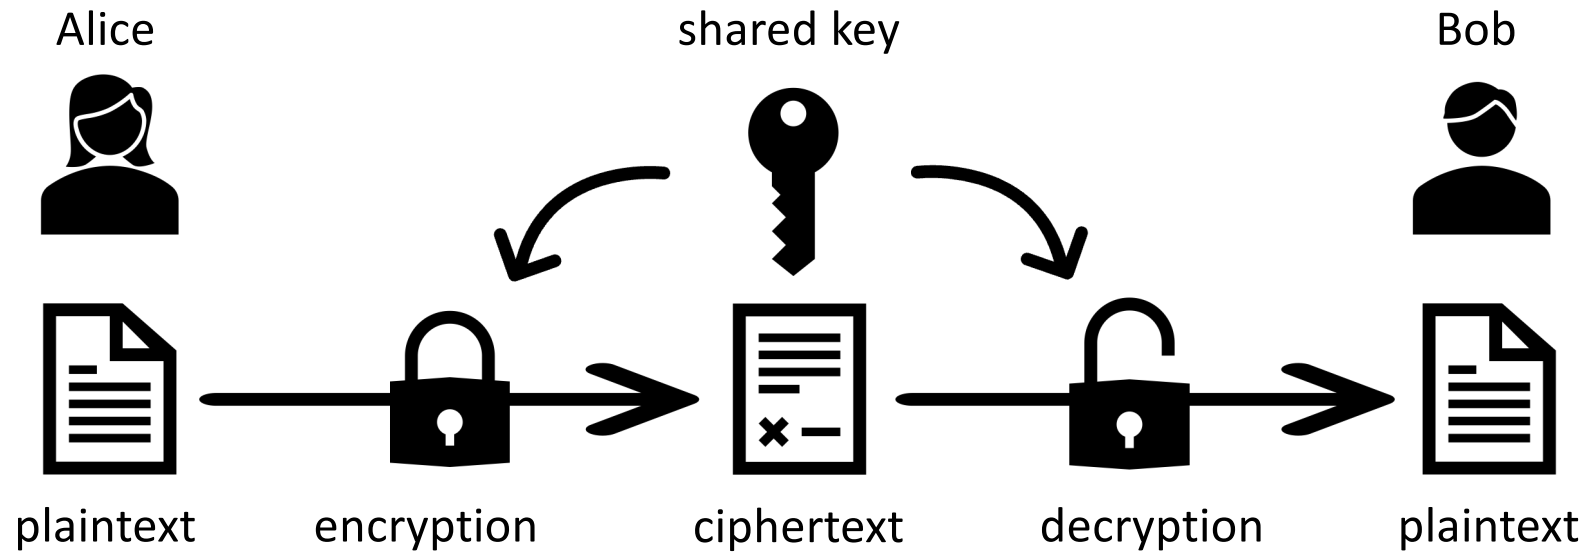 Alice
shared key
Bob
plaintext
encryption
ciphertext
decryption
plaintext